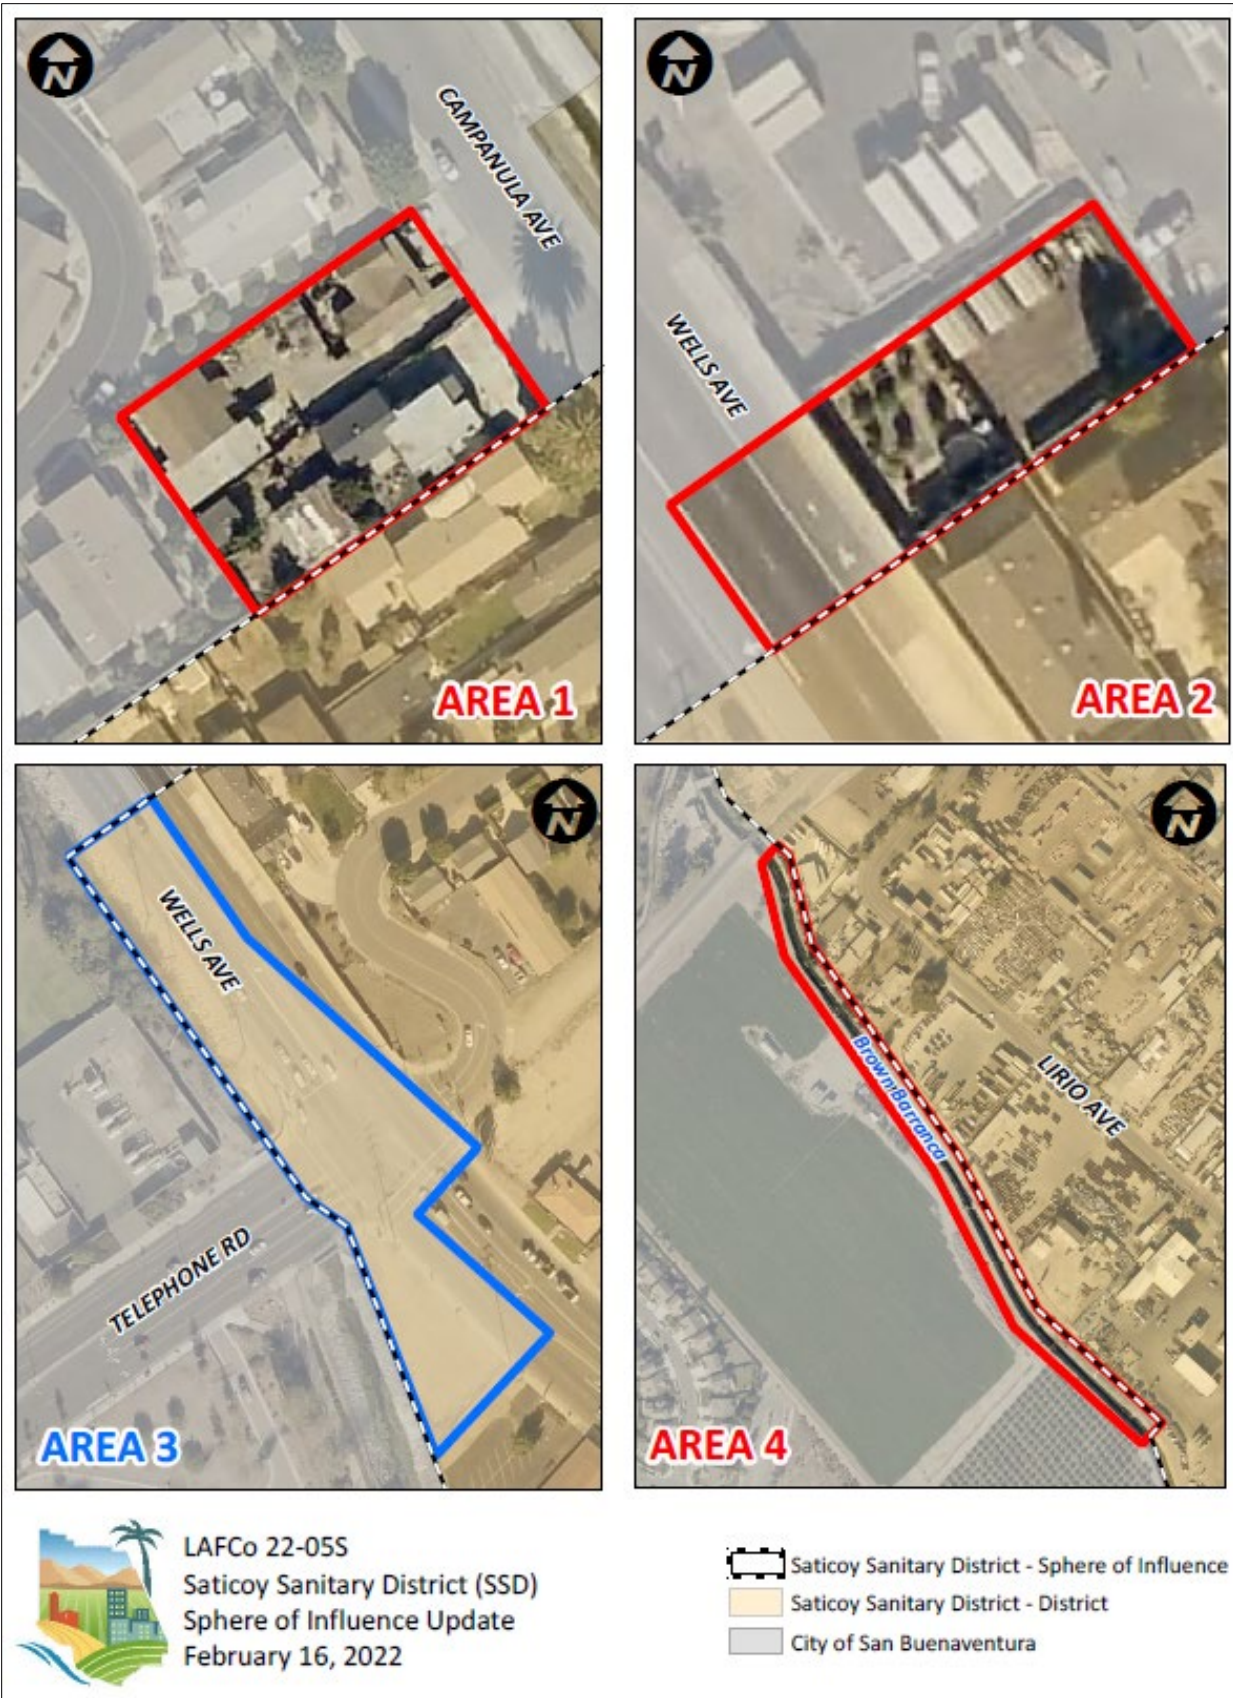 N
CAMPANULA AVE
AREA 1
N
WELLS AVE
AREA 2
N
WELLS AVE
TELEPHONE RD
AREA 3
N
LIRIO AVE
Brown Barranca
AREA 4
LAFCo 22-05S
Saticoy Sanitary District (SSD)
Sphere of Influence Update
February 16, 2022
Saticoy Sanitary District - Sphere of Influence
Saticoy Sanitary District - District
City of San Buenaventura